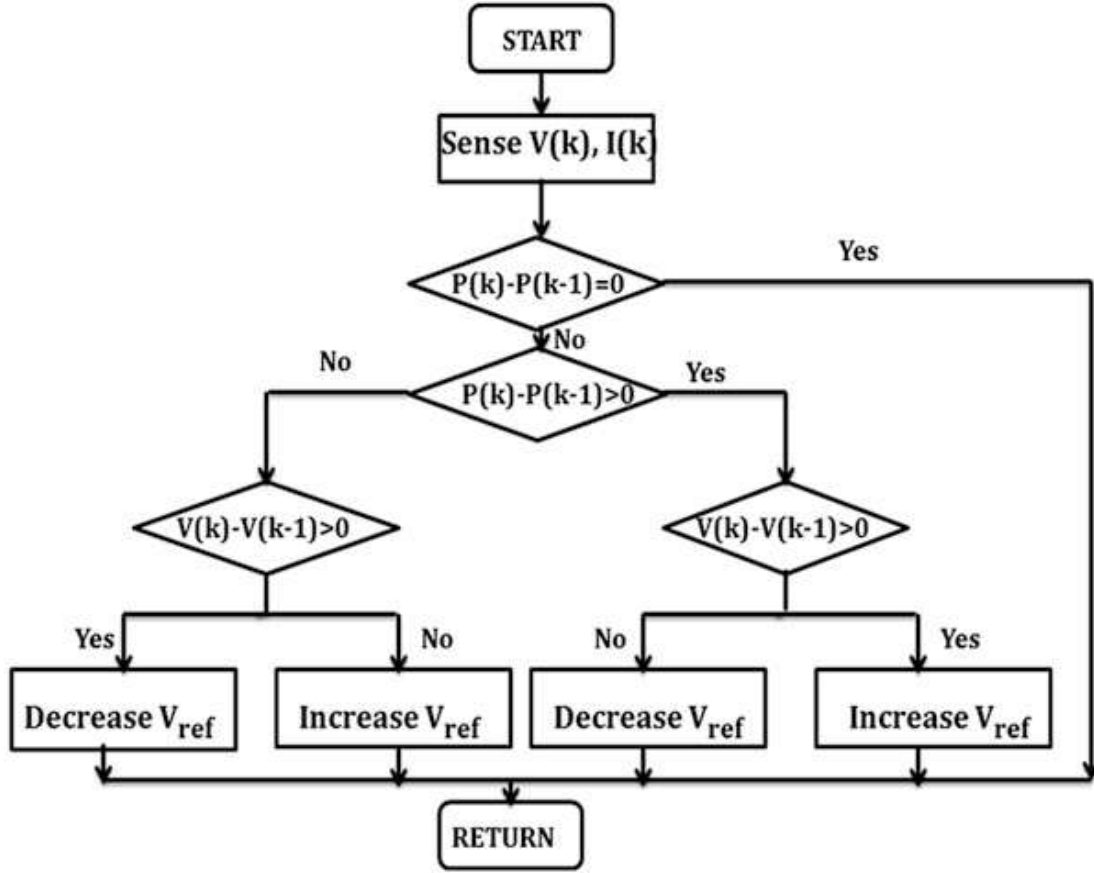 START
Sense V(k), I(k)
P(k)-P(k-1)=0
Yes
No
P(k)-P(k-1)>0
No
Yes
V(k)-V(k-1)>0
V(k)-V(k-1)>0
Yes
No
No
Yes
Decrease Vref
Increase Vref
Decrease Vref
Increase Vref
RETURN